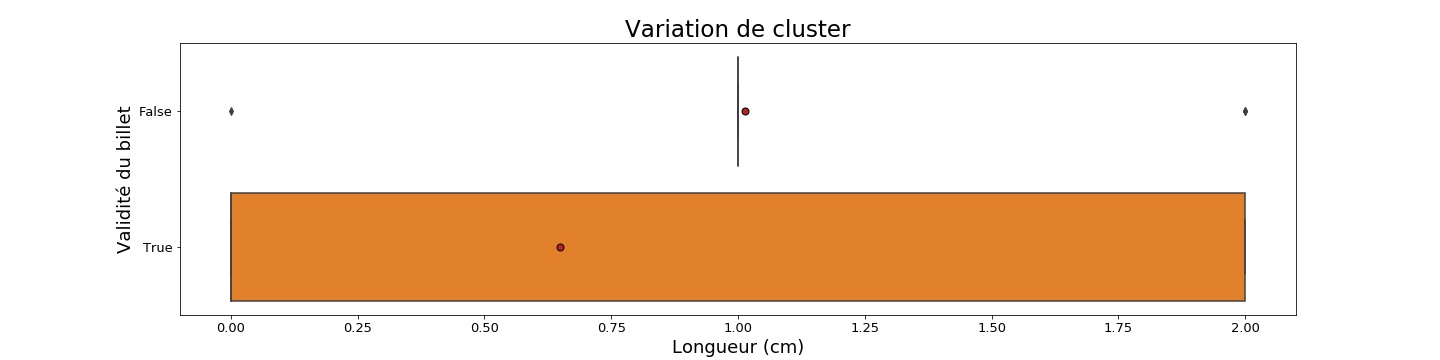 Variation de cluster
Validité du billet
False
True
0.00 0.25 0.50 0.75 1.00 1.25 1.50 1.75 2.00
Longueur (cm)